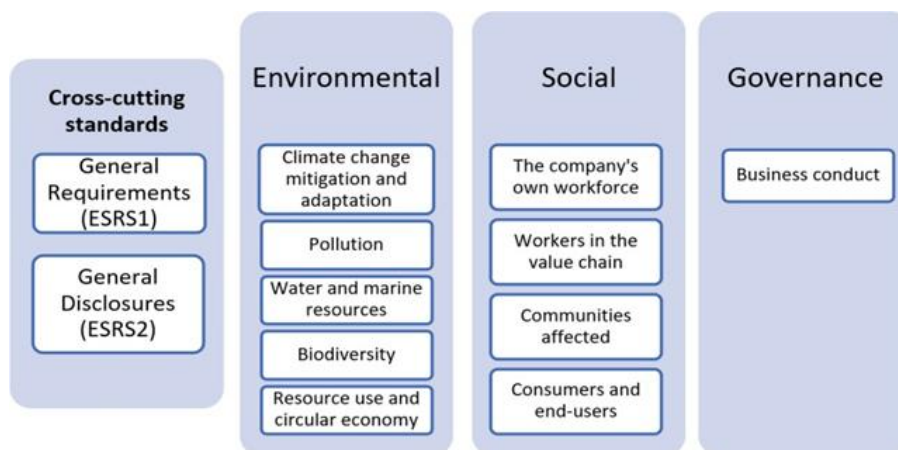 Cross-cutting
standards
General
Requirements
(ESRS1)
General
Disclosures
(ESRS2)
Environmental
Climate change
mitigation and
adaptation
Pollution
Water and marine
resources
Biodiversity
Resource use and
circular economy
Social
The company's
own workforce
Workers in the
value chain
Communities
affected
Consumers and
end-users
Governance
Business conduct